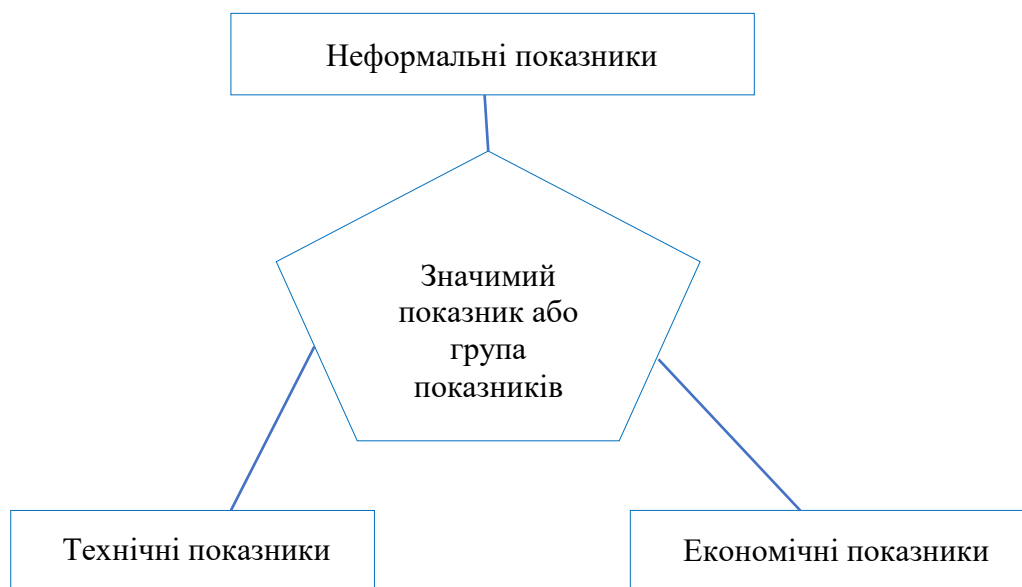 Неформальні показники
Значимий
показник або
група
показників
Технічні показники
Економічні показники